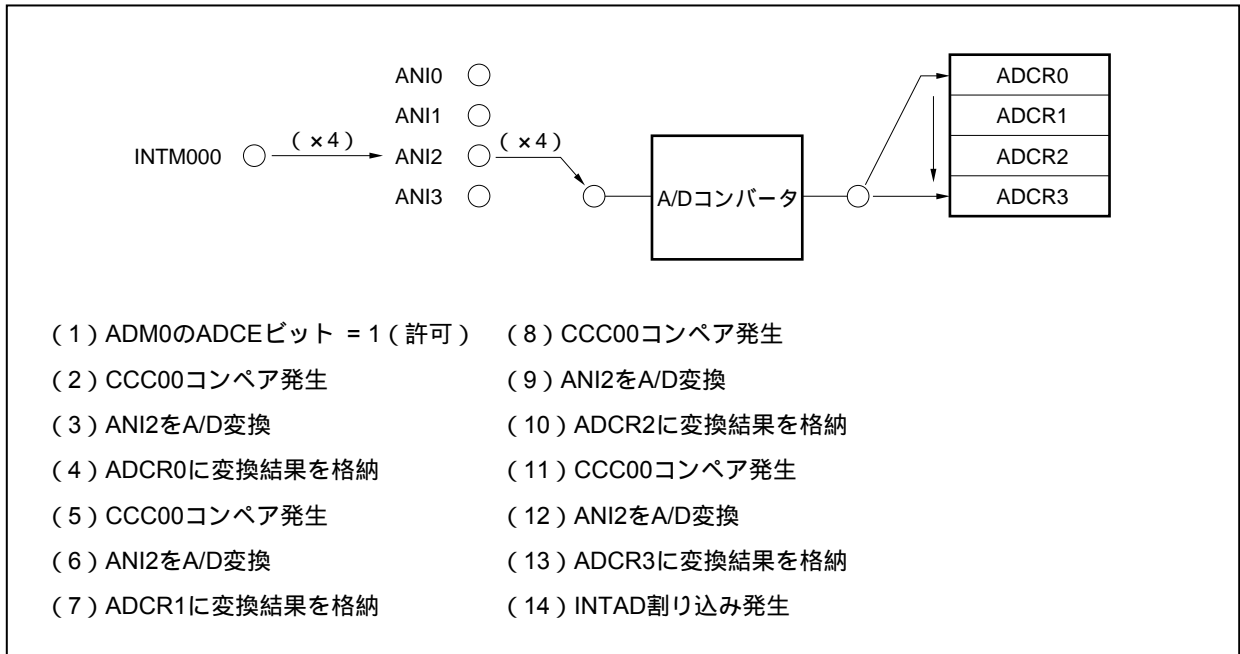 ANI0
ANI1
INTM000 （×4） ANI2 （×4）
ANI3
A/Dコンバータ
ADCR0
ADCR1
ADCR2
ADCR3
（1）ADM0のADCEビット = 1（許可）
（2）CCC00コンペア発生
（3）ANI2をA/D変換
（4）ADCR0に変換結果を格納
（5）CCC00コンペア発生
（6）ANI2をA/D変換
（7）ADCR1に変換結果を格納
（8）CCC00コンペア発生
（9）ANI2をA/D変換
（10）ADCR2に変換結果を格納
（11）CCC00コンペア発生
（12）ANI2をA/D変換
（13）ADCR3に変換結果を格納
（14）INTAD割り込み発生